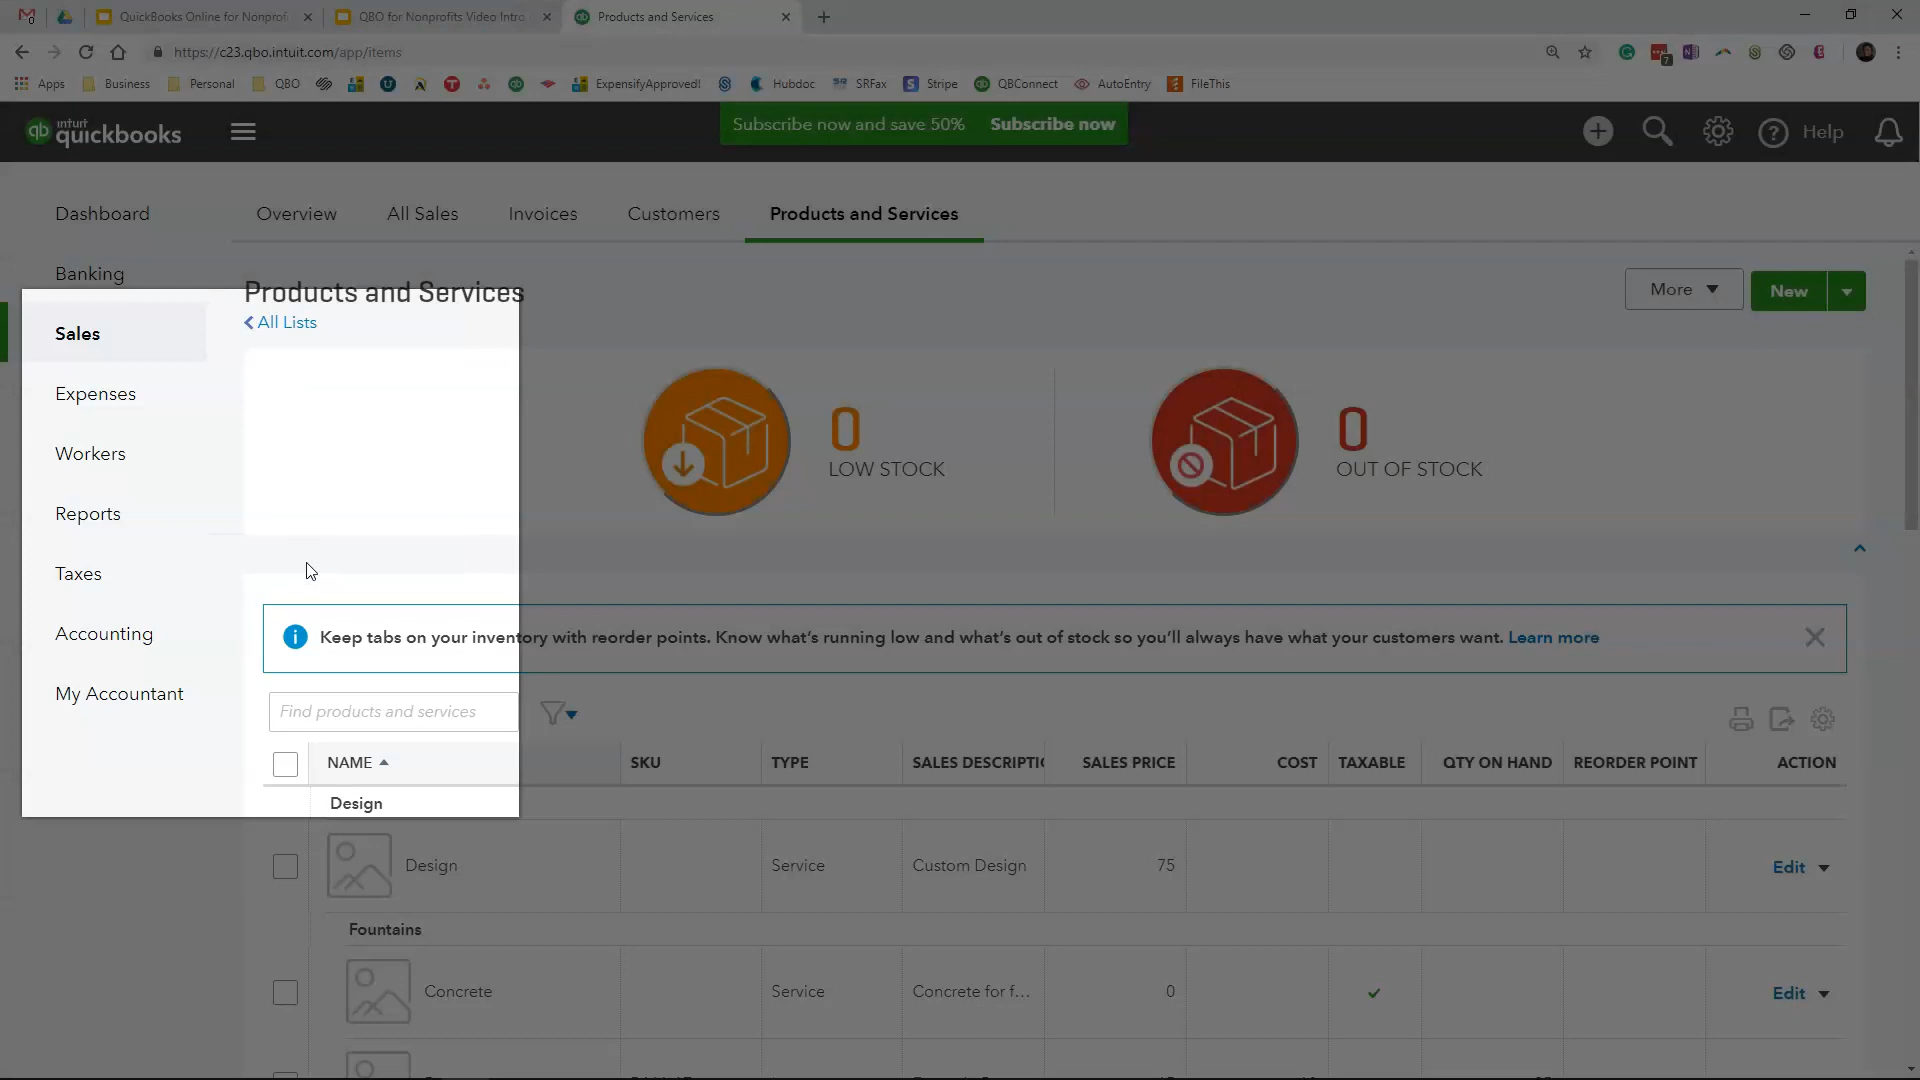 QuickBooks Online for Nonprofi
QBO for Nonprofits Video Intro
Products and Services
https://c23.qbo.intuit.com/app/items
Apps
Business
Personal
QBO
ExpensifyApproved!
Hubdoc
SRFax
Stripe
QBConnect
AutoEntry
FileThis
qb intuit quickbooks
Subscribe now and save 50% Subscribe now
Help
Dashboard
Banking
Sales
Expenses
Workers
Reports
Taxes
Accounting
My Accountant
Overview
All Sales
Invoices
Customers
Products and Services
Products and Services
All Lists
More
New
0
LOW STOCK
0
OUT OF STOCK
Keep tabs on your inventory with reorder points. Know what's running low and what's out of stock so you'll always have what your customers want. Learn more
Find products and services
NAME SKU TYPE SALES DESCRIPTI SALES PRICE COST TAXABLE QTY ON HAND REORDER POINT ACTION
Design
Design Service Custom Design 75 Edit
Fountains
Concrete Service Concrete for f... 0 Edit